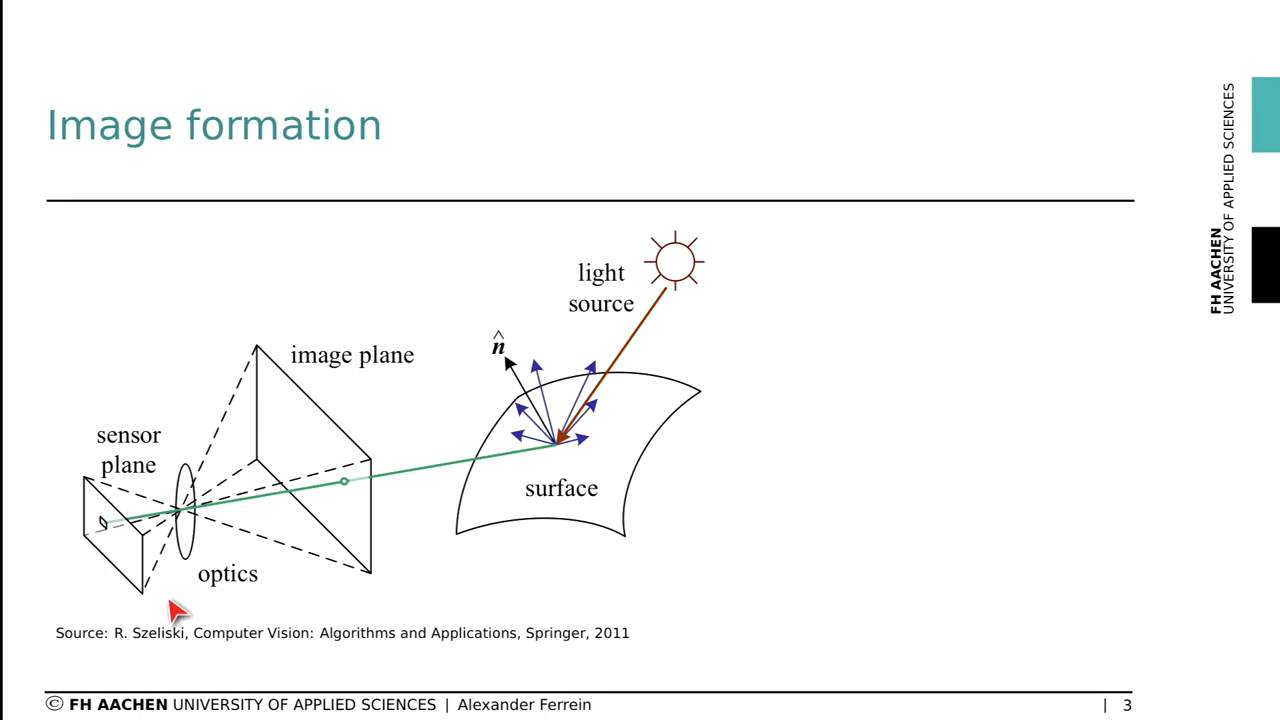 Image formation
light
source
n̂
image plane
sensor
plane
surface
optics
Source: R. Szeliski, Computer Vision: Algorithms and Applications, Springer, 2011
© FH AACHEN UNIVERSITY OF APPLIED SCIENCES | Alexander Ferrein
| 3
FH AACHEN
UNIVERSITY OF APPLIED SCIENCES